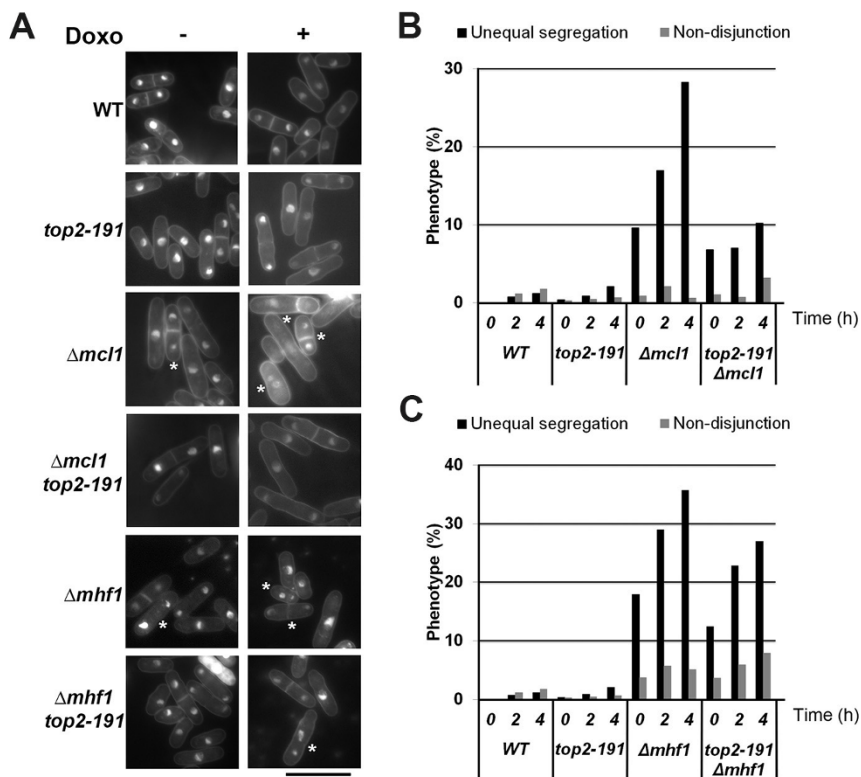 A
Doxo - +
WT
top2-191
Δmcl1
*
*
*
*
Δmcl1
top2-191
Δmhf1
*
*
*
Δmhf1
top2-191
*
B
Unequal segregation Non-disjunction
30
20
10
0
Phenotype (%)
0 2 4 0 2 4 0 2 4 0 2 4 Time (h)
WT top2-191 Δmcl1 top2-191
Δmcl1
C
Unequal segregation Non-disjunction
40
30
20
10
0
Phenotype (%)
0 2 4 0 2 4 0 2 4 0 2 4 Time (h)
WT top2-191 Δmhf1 top2-191
Δmhf1